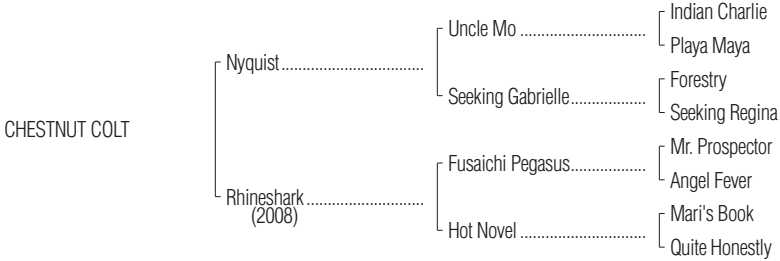 Indian Charlie
Uncle Mo ..............................
Playa Maya
Nyquist.................................
Forestry
Seeking Gabrielle..................
Seeking Regina
CHESTNUT COLT
Mr. Prospector
Fusaichi Pegasus..................
Angel Fever
Rhineshark ...........................
(2008)
Mari's Book
Hot Novel ..............................
Quite Honestly